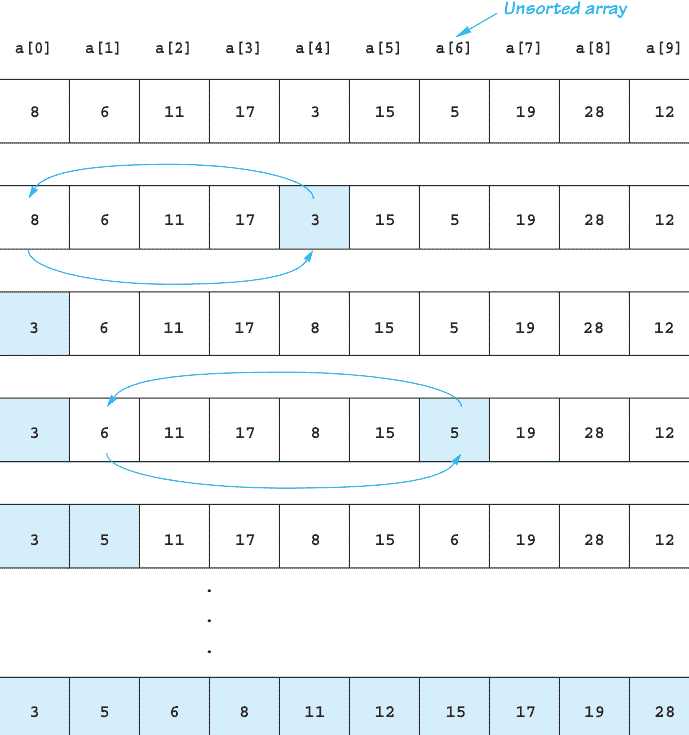 Unsorted array
a[0] a[1] a[2] a[3] a[4] a[5] a[6] a[7] a[8] a[9]
8 6 11 17 3 15 5 19 28 12
8 6 11 17 3 15 5 19 28 12
3 6 11 17 8 15 5 19 28 12
3 6 11 17 8 15 5 19 28 12
3 5 11 17 8 15 6 19 28 12
.
.
.
3 5 6 8 11 12 15 17 19 28